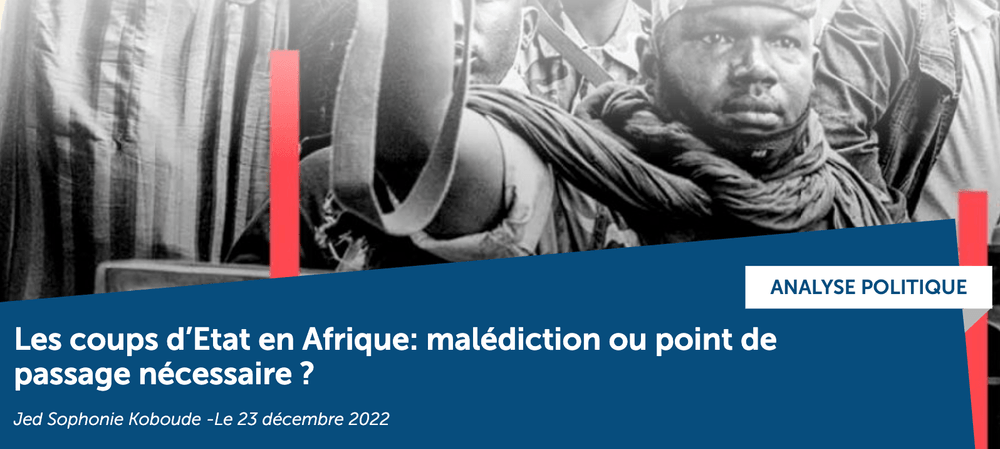 ANALYSE POLITIQUE
Les coups d’Etat en Afrique: malédiction ou point de
passage nécessaire ?
Jed Sophonie Koboude -Le 23 décembre 2022